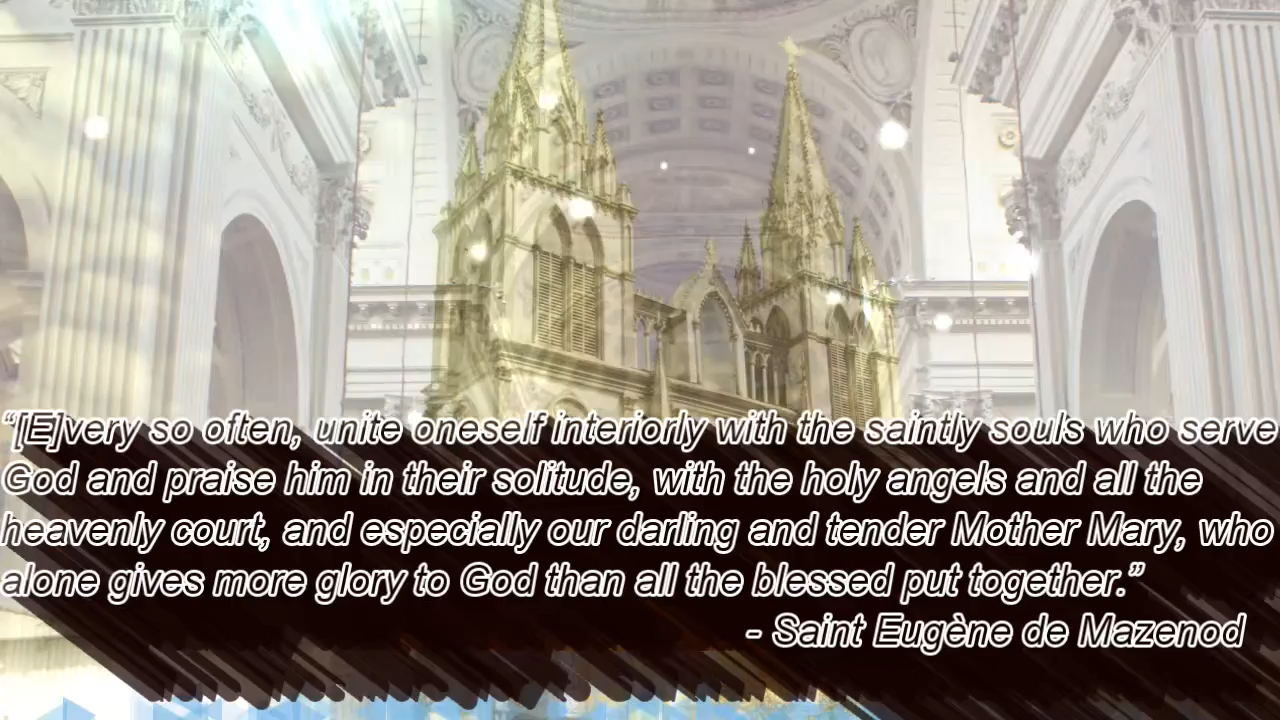 “[E]very so often, unite oneself interiorly with the saintly souls who serve
God and praise him in their solitude, with the holy angels and all the
heavenly court, and especially our darling and tender Mother Mary, who
alone gives more glory to God than all the blessed put together.”
- Saint Eugène de Mazenod